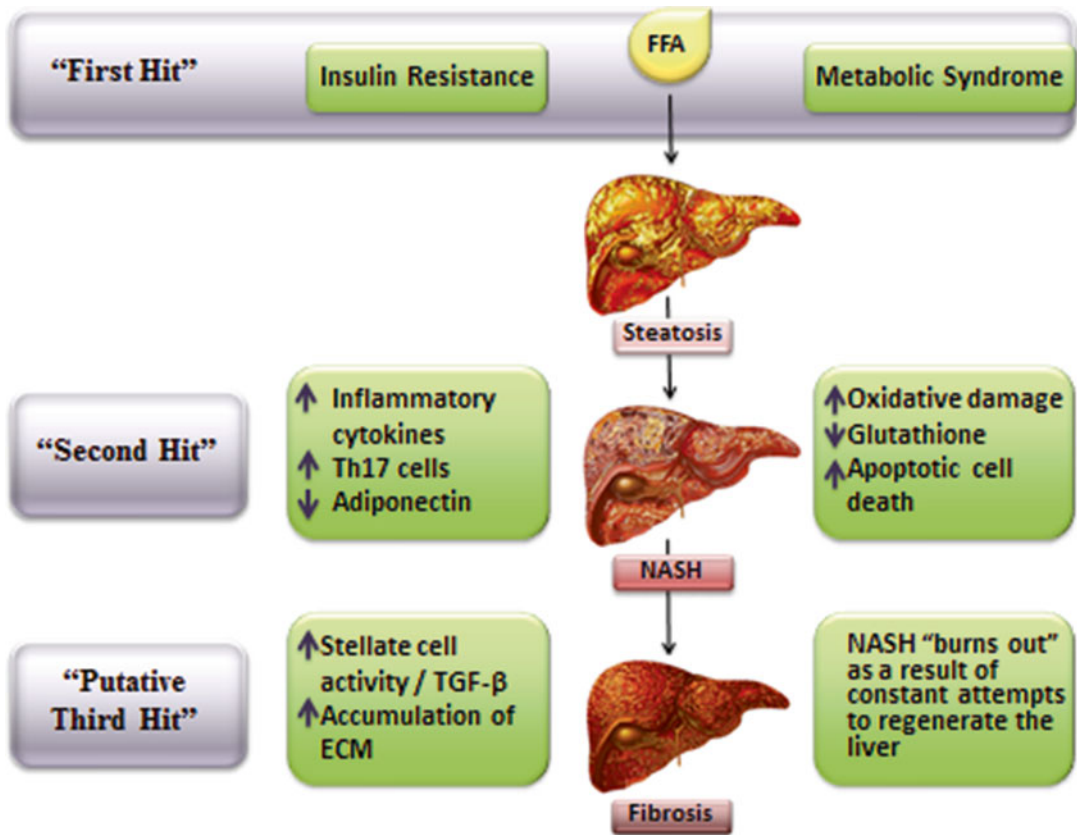 “First Hit”
Insulin Resistance
FFA
Metabolic Syndrome
Steatosis
“Second Hit”
↑ Inflammatory
cytokines
↑ Th17 cells
↓ Adiponectin
↑ Oxidative damage
↓ Glutathione
↑ Apoptotic cell
death
NASH
“Putative
Third Hit”
↑ Stellate cell
activity / TGF-β
↑ Accumulation of
ECM
NASH “burns out”
as a result of
constant attempts
to regenerate the
liver
Fibrosis